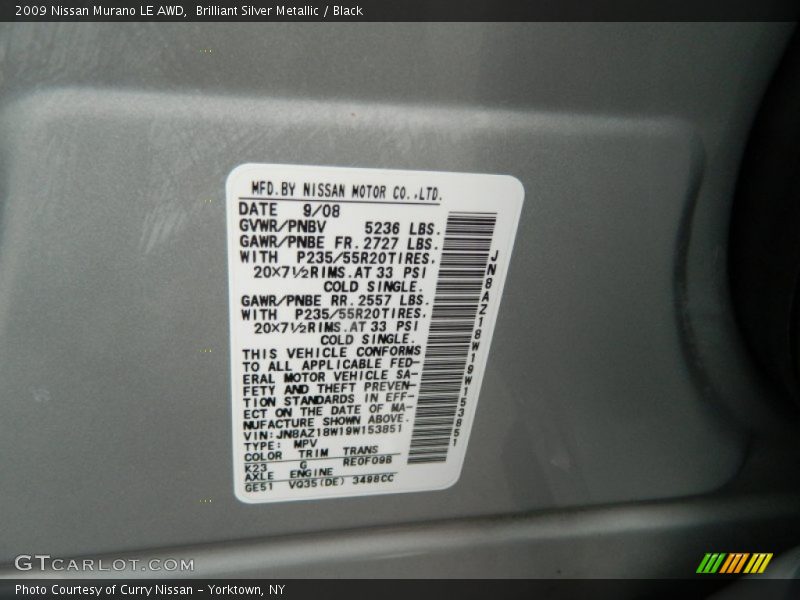 2009 Nissan Murano LE AWD,  Brilliant Silver Metallic / Black
MFD.BY NISSAN MOTOR CO.,LTD.
DATE 9/08
GVWR/PNBV 5236 LBS.
GAWR/PNBE FR. 2727 LBS.
WITH P235/55R20TIRES.
20×7½RIMS.AT 33 PSI
COLD SINGLE.
GAWR/PNBE RR. 2557 LBS.
WITH P235/55R20TIRES.
20×7½RIMS.AT 33 PSI
COLD SINGLE.
THIS VEHICLE CONFORMS
TO ALL APPLICABLE FED-
ERAL MOTOR VEHICLE SA-
FETY AND THEFT PREVEN-
TION STANDARDS IN EFF-
ECT ON THE DATE OF MA-
NUFACTURE SHOWN ABOVE.
VIN:JN8AZ18W19W153851
TYPE: MPV
COLOR TRIM TRANS
K23 G RE0F09B
AXLE ENGINE
GE51 VQ35(DE) 3498CC
JN8AZ18W19W153851
GTCARLOT.COM
Photo Courtesy of Curry Nissan - Yorktown, NY